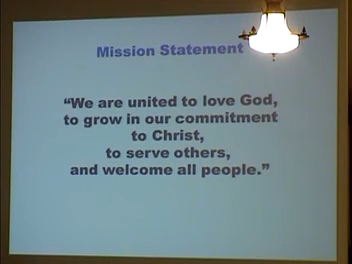 Mission Statement
“We are united to love God,
to grow in our commitment
to Christ,
to serve others,
and welcome all people.”